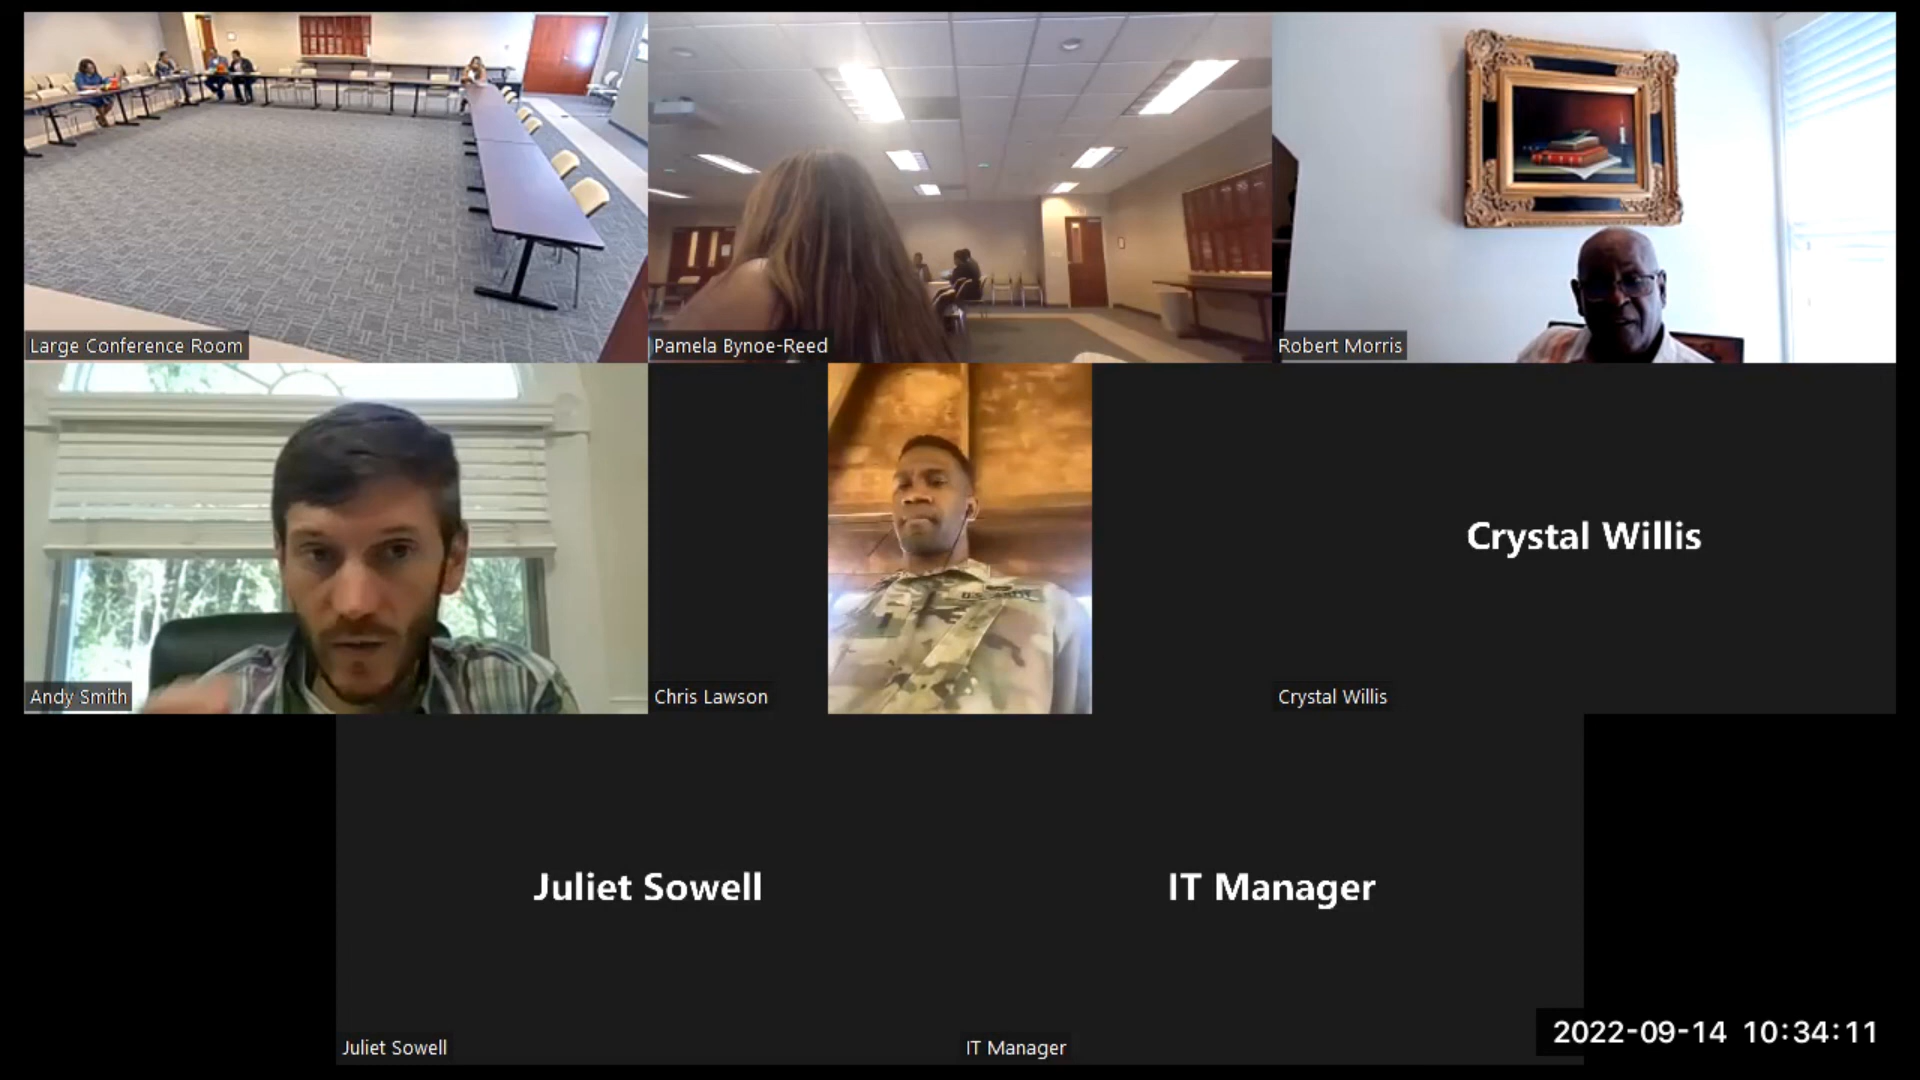 Large Conference Room
Pamela Bynoe-Reed
Robert Morris
Andy Smith
Chris Lawson
Crystal Willis
Crystal Willis
Juliet Sowell
IT Manager
Juliet Sowell
IT Manager
2022-09-14 10:34:11